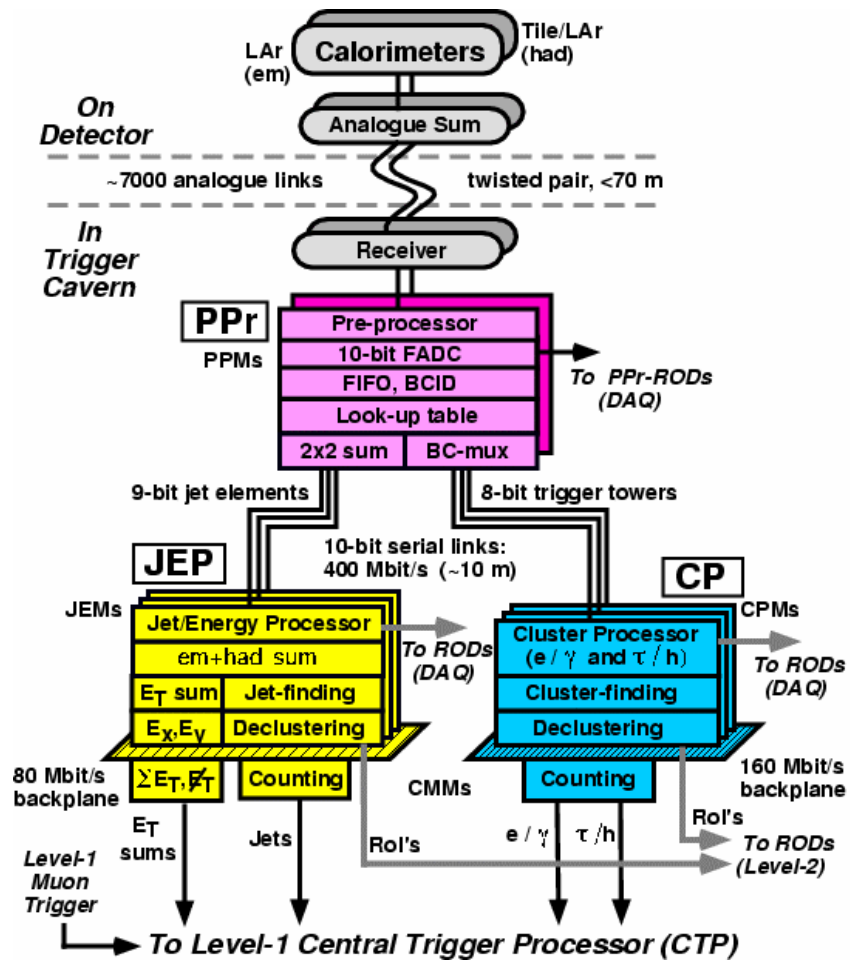 LAr
(em)
Calorimeters
Tile/LAr
(had)
On
Detector
Analogue Sum
~7000 analogue links
twisted pair, <70 m
In
Trigger
Cavern
Receiver
PPr
PPMs
Pre-processor
10-bit FADC
FIFO, BCID
Look-up table
2x2 sum
BC-mux
To PPr-RODs
(DAQ)
9-bit jet elements
8-bit trigger towers
10-bit serial links:
400 Mbit/s (~10 m)
JEP
CP
JEMs
Jet/Energy Processor
em+had sum
ET sum
Jet-finding
Ex,Ey
Declustering
To RODs
(DAQ)
CPMs
Cluster Processor
(e / γ and τ / h)
Cluster-finding
Declustering
To RODs
(DAQ)
80 Mbit/s
backplane
ΣET, E̸T
Counting
CMMs
Counting
160 Mbit/s
backplane
ET
sums
Jets
RoI's
e / γ
τ /h
RoI's
To RODs
(Level-2)
Level-1
Muon
Trigger
To Level-1 Central Trigger Processor (CTP)